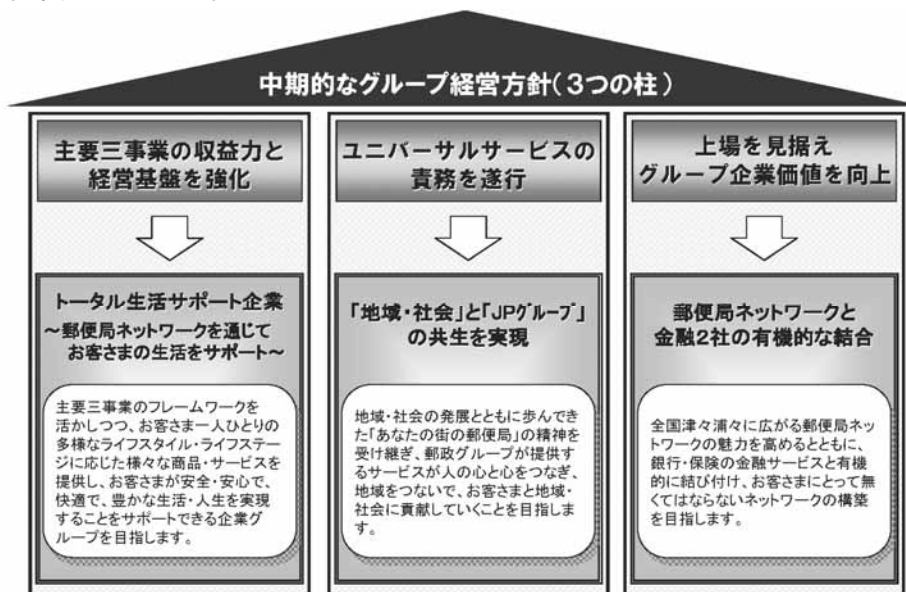 中期的なグループ経営方針(3つの柱)
主要三事業の収益力と
経営基盤を強化
トータル生活サポート企業
~郵便局ネットワークを通じて
お客さまの生活をサポート~
主要三事業のフレームワークを
活かしつつ、お客さま一人ひとりの
多様なライフスタイル・ライフステー
ジに応じた様々な商品・サービスを
提供し、お客さまが安全・安心で、
快適で、豊かな生活・人生を実現
することをサポートできる企業グ
ループを目指します。
ユニバーサルサービスの
責務を遂行
「地域・社会」と「JPグループ」
の共生を実現
地域・社会の発展とともに歩んでき
た「あなたの街の郵便局」の精神を
受け継ぎ、郵政グループが提供す
るサービスが人の心と心をつなぎ、
地域をつないで、お客さまと地域・
社会に貢献していくことを目指しま
す。
上場を見据え
グループ企業価値を向上
郵便局ネットワークと
金融2社の有機的な結合
全国津々浦々に広がる郵便局ネッ
トワークの魅力を高めるとともに、
銀行・保険の金融サービスと有機
的に結び付け、お客さまにとって無
くてはならないネットワークの構築
を目指します。